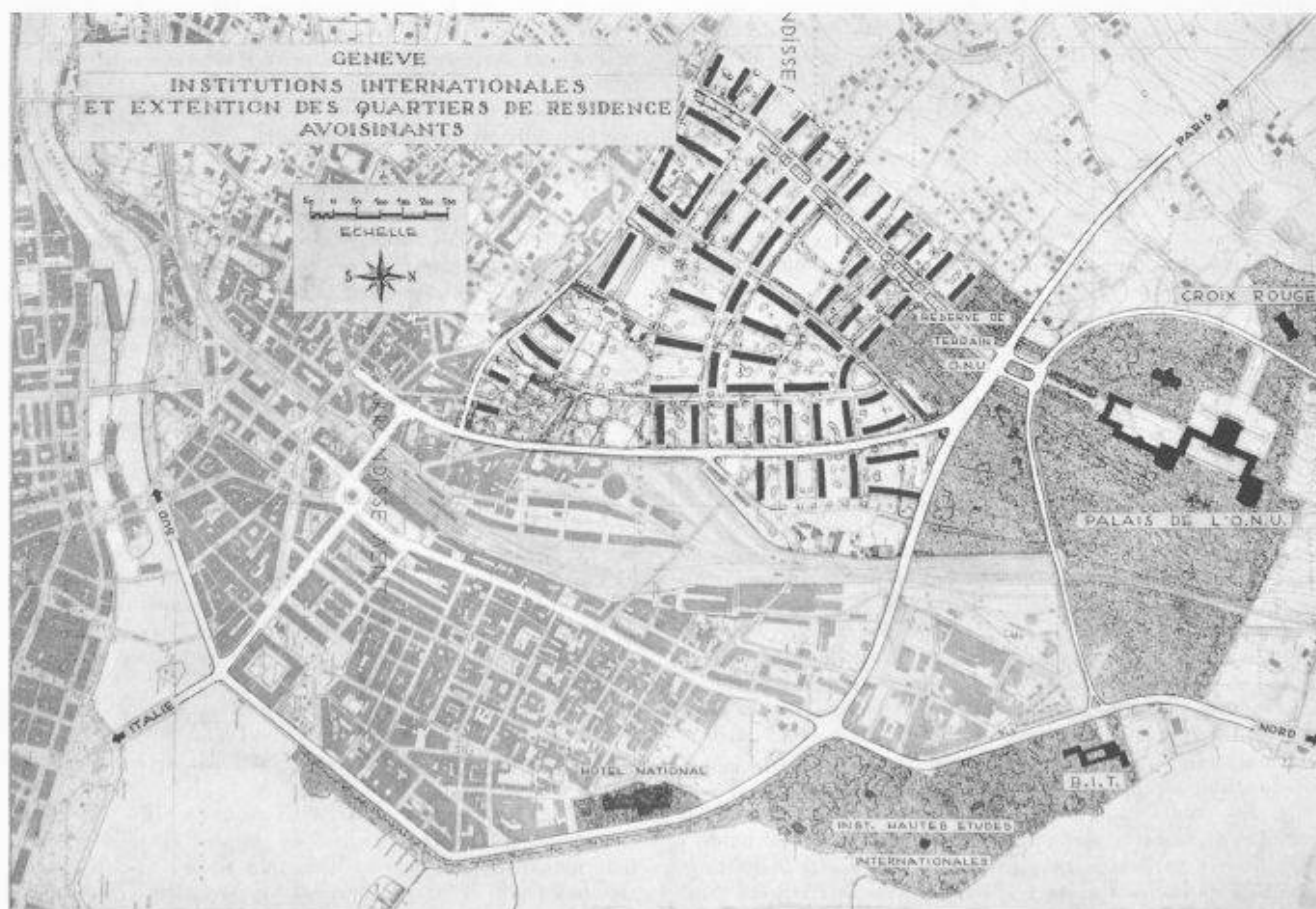 GENEVE
INSTITUTIONS INTERNATIONALES
ET EXTENTION DES QUARTIERS DE RESIDENCE
AVOISINANTS
ECHELLE
S N
PARIS
CROIX ROUGE
RESERVE DE
TERRAIN
O.N.U.
PALAIS DE L'O.N.U.
SUD
ITALIE
NORD
HOTEL NATIONAL
B.I.T.
INST. HAUTES ETUDES
INTERNATIONALES